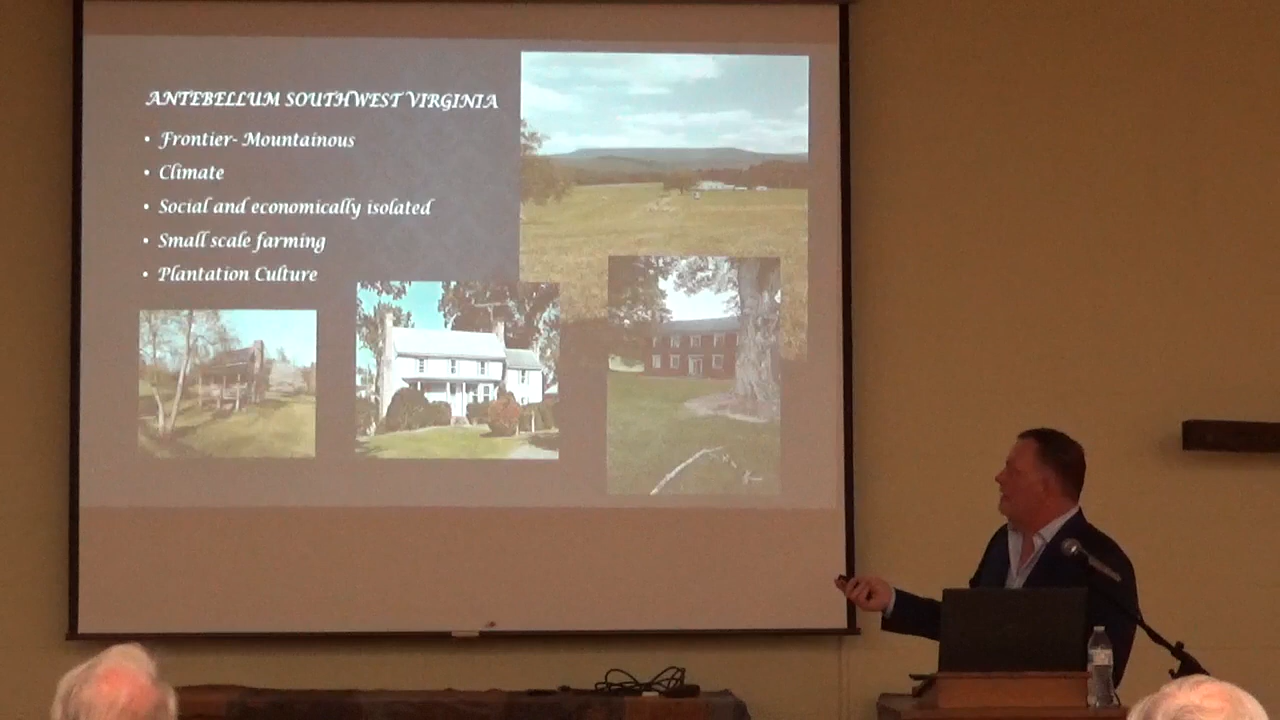 ANTEBELLUM SOUTHWEST VIRGINIA
• Frontier- Mountainous
• Climate
• Social and economically isolated
• Small scale farming
• Plantation Culture